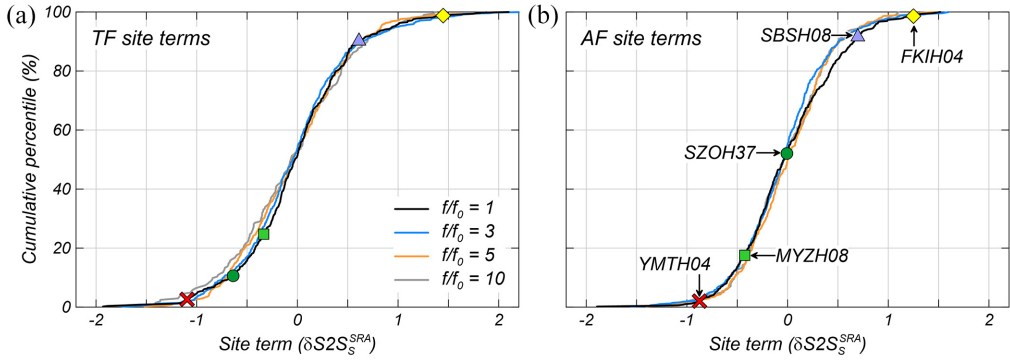 (a)
TF site terms
Cumulative percentile (%)
100
80
60
40
20
0
f/f₀ = 1
f/f₀ = 3
f/f₀ = 5
f/f₀ = 10
-2 -1 0 1 2
Site term (δS2S_S^SRA)
(b)
AF site terms
SBSH08
FKIH04
SZOH37
YMTH04
MYZH08
-2 -1 0 1 2
Site term (δS2S_S^SRA)